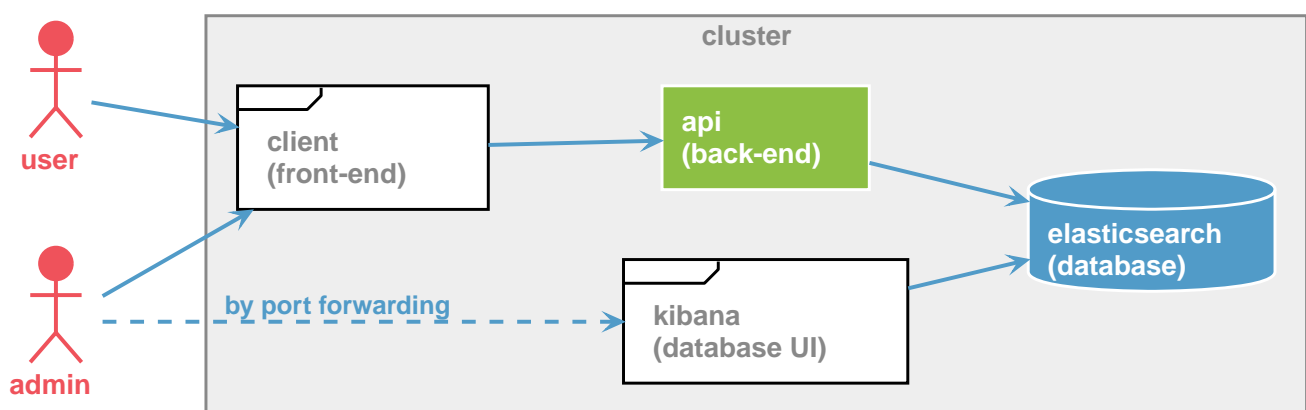 cluster
user
client
(front-end)
api
(back-end)
elasticsearch
(database)
by port forwarding
kibana
(database UI)
admin